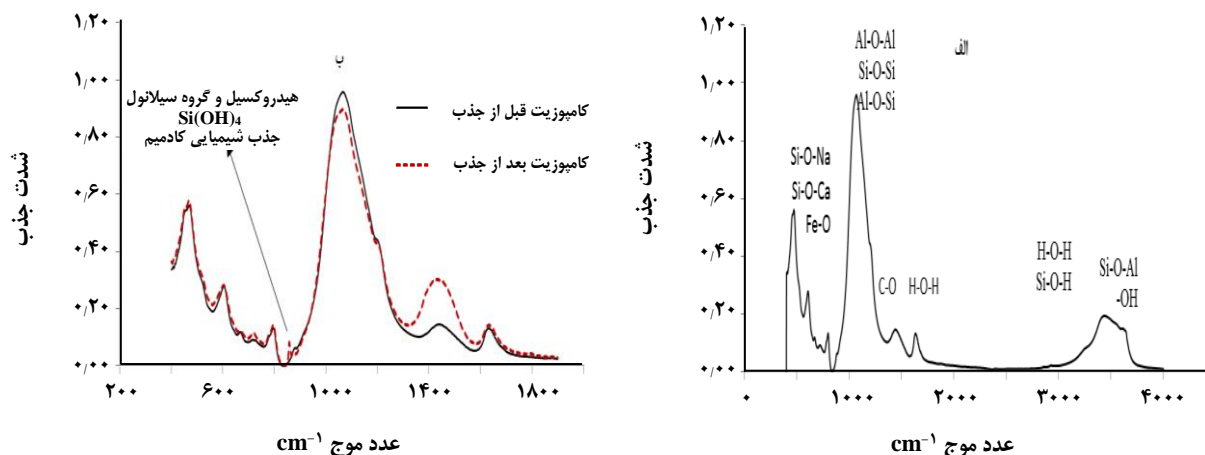 ۱/۲۰
۱/۰۰
۰/۸۰
۰/۶۰
۰/۴۰
۰/۲۰
۰/۰۰
شدت جذب
ب
هیدروکسیل و گروه سیلانول
Si(OH)₄
جذب شیمیایی کادمیم
کامپوزیت قبل از جذب
کامپوزیت بعد از جذب
۲۰۰ ۶۰۰ ۱۰۰۰ ۱۴۰۰ ۱۸۰۰
عدد موج cm⁻¹
۱/۲۰
۱/۰۰
۰/۸۰
۰/۶۰
۰/۴۰
۰/۲۰
۰/۰۰
شدت جذب
الف
Al-O-Al
Si-O-Si
Al-O-Si
Si-O-Na
Si-O-Ca
Fe-O
C-O H-O-H
H-O-H
Si-O-H
Si-O-Al
-OH
۰ ۱۰۰۰ ۲۰۰۰ ۳۰۰۰ ۴۰۰۰
عدد موج cm⁻¹